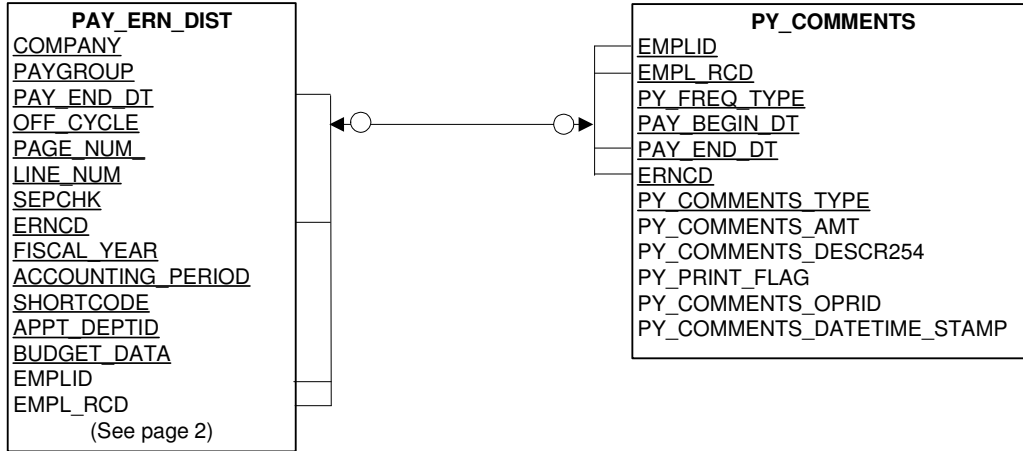 PAY_ERN_DIST
COMPANY
PAYGROUP
PAY_END_DT
OFF_CYCLE
PAGE_NUM_
LINE_NUM
SEPCHK
ERNCD
FISCAL_YEAR
ACCOUNTING_PERIOD
SHORTCODE
APPT_DEPTID
BUDGET_DATA
EMPLID
EMPL_RCD
(See page 2)
PY_COMMENTS
EMPLID
EMPL_RCD
PY_FREQ_TYPE
PAY_BEGIN_DT
PAY_END_DT
ERNCD
PY_COMMENTS_TYPE
PY_COMMENTS_AMT
PY_COMMENTS_DESCR254
PY_PRINT_FLAG
PY_COMMENTS_OPRID
PY_COMMENTS_DATETIME_STAMP